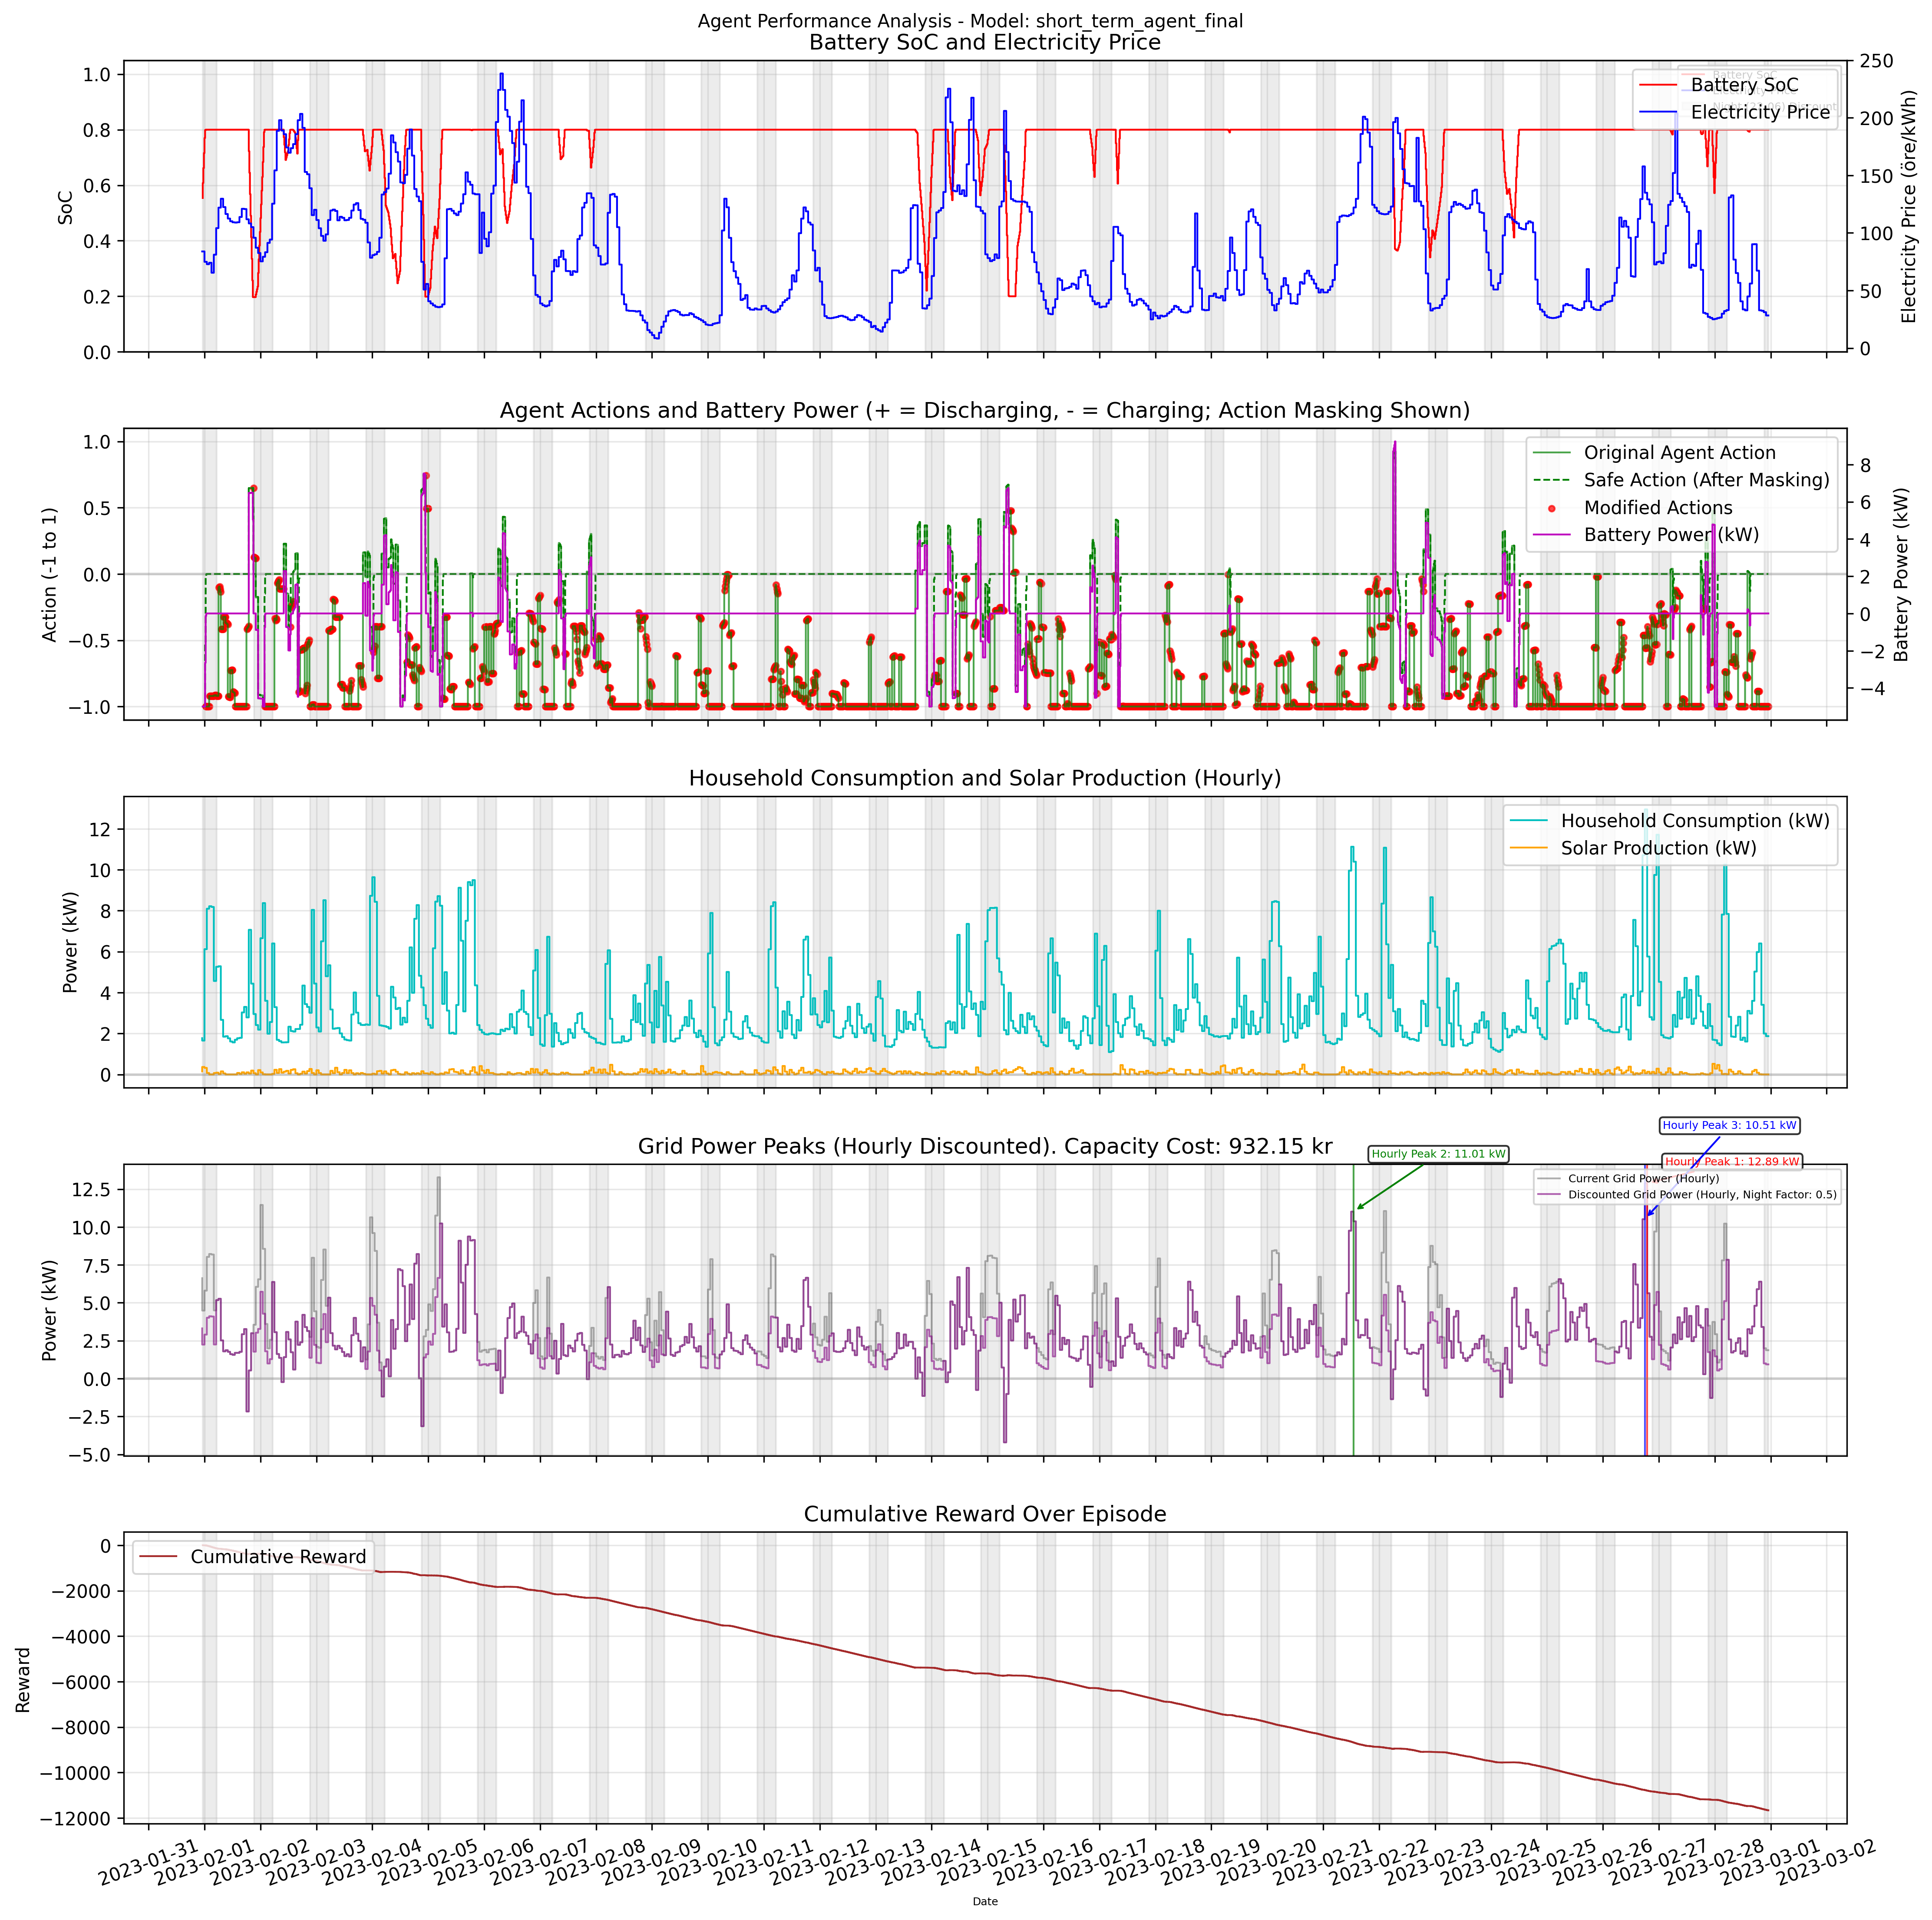 Agent Performance Analysis - Model: short_term_agent_final
Battery SoC and Electricity Price
1.0
0.8
0.6
0.4
0.2
0.0
SoC
250
200
150
100
50
0
Electricity Price (öre/kWh)
Battery SoC
Electricity Price
Agent Actions and Battery Power (+ = Discharging, - = Charging; Action Masking Shown)
1.0
0.5
0.0
−0.5
−1.0
Action (-1 to 1)
8
6
4
2
0
−2
−4
Battery Power (kW)
Original Agent Action
Safe Action (After Masking)
Modified Actions
Battery Power (kW)
Household Consumption and Solar Production (Hourly)
12
10
8
6
4
2
0
Power (kW)
Household Consumption (kW)
Solar Production (kW)
Grid Power Peaks (Hourly Discounted). Capacity Cost: 932.15 kr
Hourly Peak 3: 10.51 kW
Hourly Peak 2: 11.01 kW
Hourly Peak 1: 12.89 kW
12.5
10.0
7.5
5.0
2.5
0.0
−2.5
−5.0
Power (kW)
Current Grid Power (Hourly)
Discounted Grid Power (Hourly, Night Factor: 0.5)
Cumulative Reward Over Episode
0
−2000
−4000
−6000
−8000
−10000
−12000
Reward
Cumulative Reward
2023-01-31
2023-02-01
2023-02-02
2023-02-03
2023-02-04
2023-02-05
2023-02-06
2023-02-07
2023-02-08
2023-02-09
2023-02-10
2023-02-11
2023-02-12
2023-02-13
2023-02-14
2023-02-15
2023-02-16
2023-02-17
2023-02-18
2023-02-19
2023-02-20
2023-02-21
2023-02-22
2023-02-23
2023-02-24
2023-02-25
2023-02-26
2023-02-27
2023-02-28
2023-03-01
2023-03-02
Date